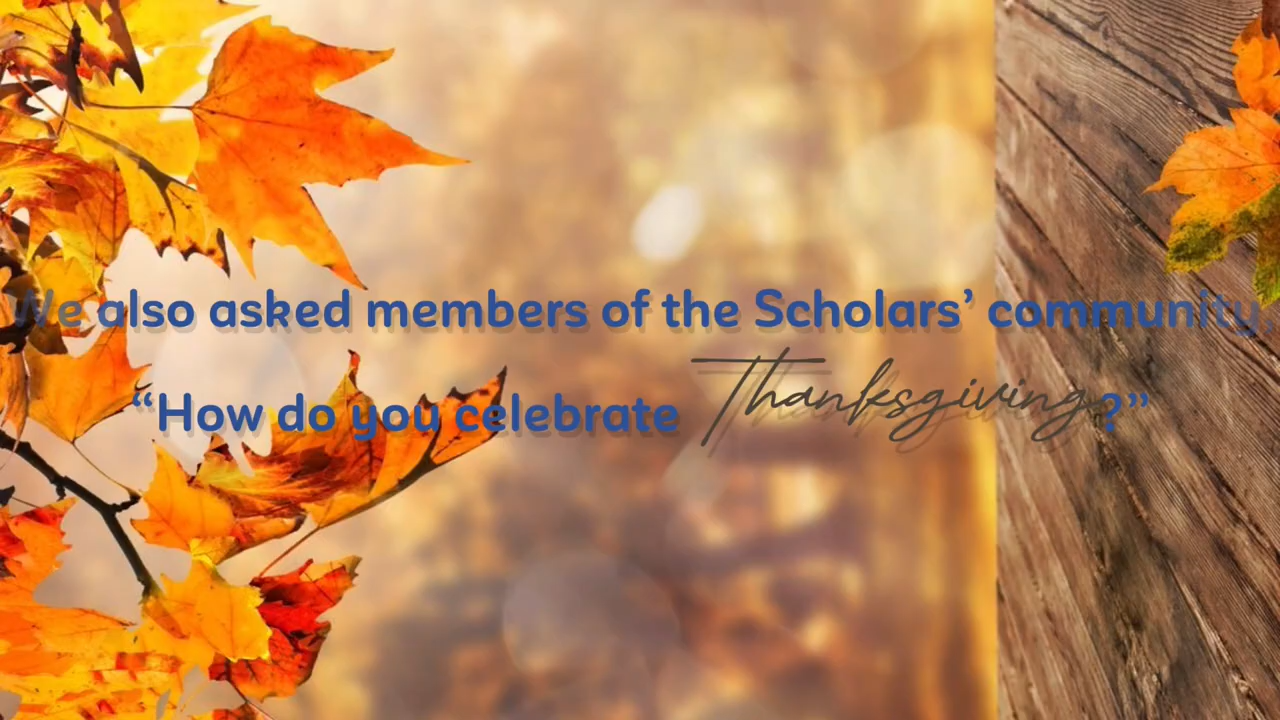 We also asked members of the Scholars’ community,
“How do you celebrate Thanksgiving?”